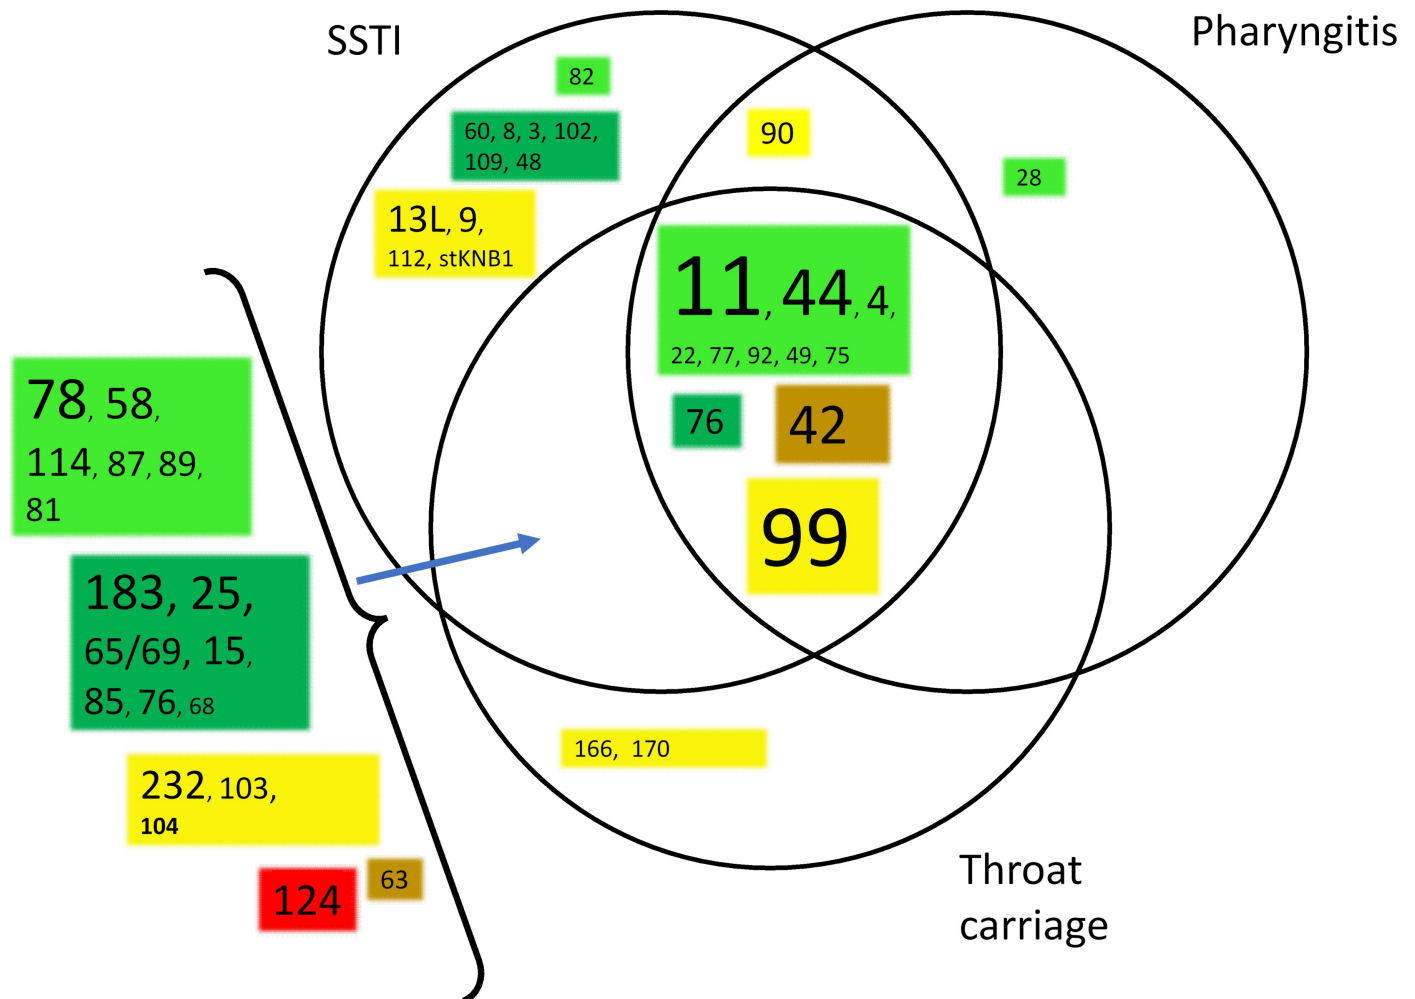 SSTI
Pharyngitis
82
60, 8, 3, 102,
109, 48
90
28
13L, 9,
112, stKNB1
11, 44, 4,
22, 77, 92, 49, 75
78, 58,
114, 87, 89,
81
76
42
99
183, 25,
65/69, 15,
85, 76, 68
166, 170
232, 103,
104
124
63
Throat
carriage